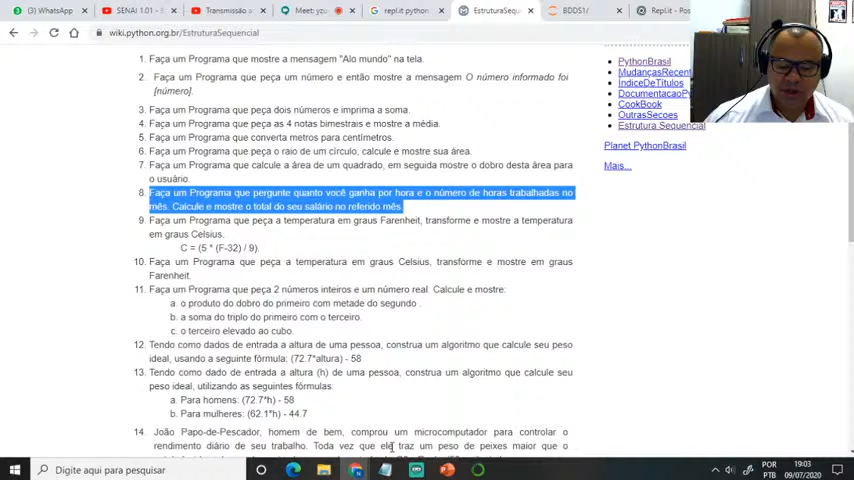 (3) WhatsApp
SENAI 1.01 -
Transmissão
Meet: yzu
repl.it python
EstruturaSequ
BDDS1/
Repl.it - Pos
wiki.python.org.br/EstruturaSequencial
1. Faça um Programa que mostre a mensagem "Alo mundo" na tela.
2. Faça um Programa que peça um número e então mostre a mensagem O número informado foi
[número].
3. Faça um Programa que peça dois números e imprima a soma.
4. Faça um Programa que peça as 4 notas bimestrais e mostre a média.
5. Faça um Programa que converta metros para centímetros.
6. Faça um Programa que peça o raio de um círculo, calcule e mostre sua área.
7. Faça um Programa que calcule a área de um quadrado, em seguida mostre o dobro desta área para
o usuário.
8. Faça um Programa que pergunte quanto você ganha por hora e o número de horas trabalhadas no
mês. Calcule e mostre o total do seu salário no referido mês.
9. Faça um Programa que peça a temperatura em graus Farenheit, transforme e mostre a temperatura
em graus Celsius.
C = (5 * (F-32) / 9).
10. Faça um Programa que peça a temperatura em graus Celsius, transforme e mostre em graus
Farenheit.
11. Faça um Programa que peça 2 números inteiros e um número real. Calcule e mostre:
a. o produto do dobro do primeiro com metade do segundo .
b. a soma do triplo do primeiro com o terceiro.
c. o terceiro elevado ao cubo.
12. Tendo como dados de entrada a altura de uma pessoa, construa um algoritmo que calcule seu peso
ideal, usando a seguinte fórmula: (72.7*altura) - 58
13. Tendo como dado de entrada a altura (h) de uma pessoa, construa um algoritmo que calcule seu
peso ideal, utilizando as seguintes fórmulas:
a. Para homens: (72.7*h) - 58
b. Para mulheres: (62.1*h) - 44.7
14. João Papo-de-Pescador, homem de bem, comprou um microcomputador para controlar o
rendimento diário de seu trabalho. Toda vez que ele traz um peso de peixes maior que o
PythonBrasil
MudançasRecent
ÍndiceDeTítulos
DocumentacaoPy
CookBook
OutrasSecoes
Estrutura Sequencial
Planet PythonBrasil
Mais...
Digite aqui para pesquisar
POR
PTB
19:03
09/07/2020